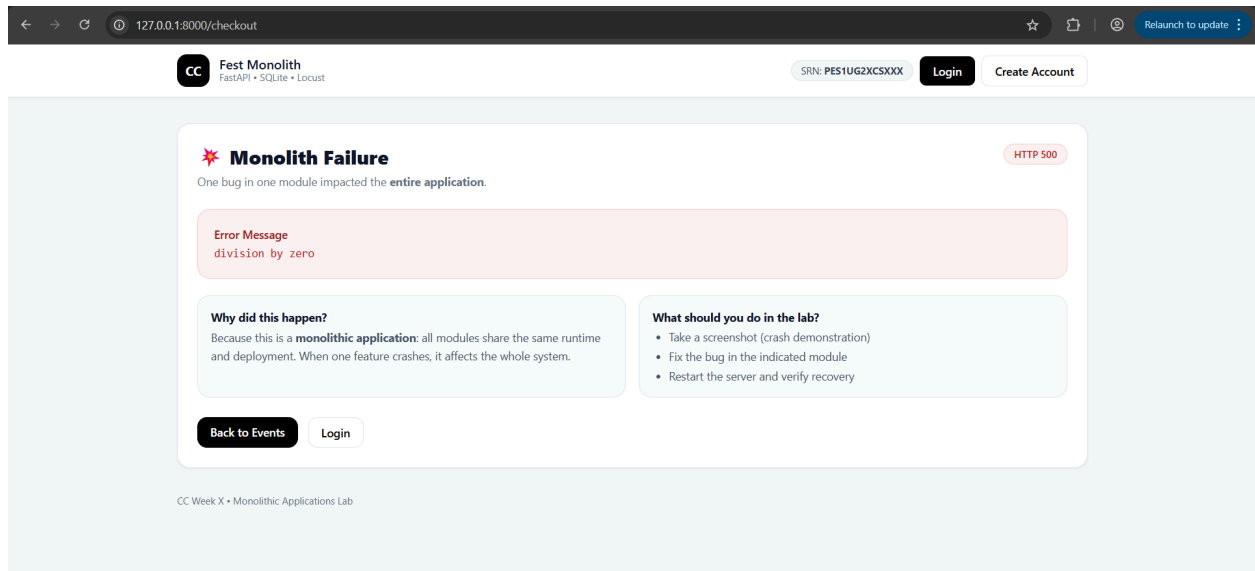 127.0.0.1:8000/checkout
Relaunch to update
CC
Fest Monolith
FastAPI • SQLite • Locust
SRN: PES1UG2XCSXXX
Login
Create Account
Monolith Failure
HTTP 500
One bug in one module impacted the entire application.
Error Message
division by zero
Why did this happen?
Because this is a monolithic application: all modules share the same runtime
and deployment. When one feature crashes, it affects the whole system.
What should you do in the lab?
• Take a screenshot (crash demonstration)
• Fix the bug in the indicated module
• Restart the server and verify recovery
Back to Events
Login
CC Week X • Monolithic Applications Lab